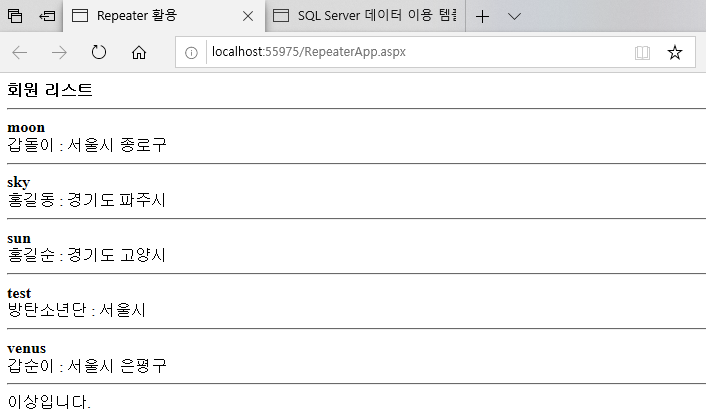 Repeater 활용
SQL Server 데이터 이용 템플
localhost:55975/RepeaterApp.aspx
회원 리스트
moon
갑돌이 : 서울시 종로구
sky
홍길동 : 경기도 파주시
sun
홍길순 : 경기도 고양시
test
방탄소년단 : 서울시
venus
갑순이 : 서울시 은평구
이상입니다.